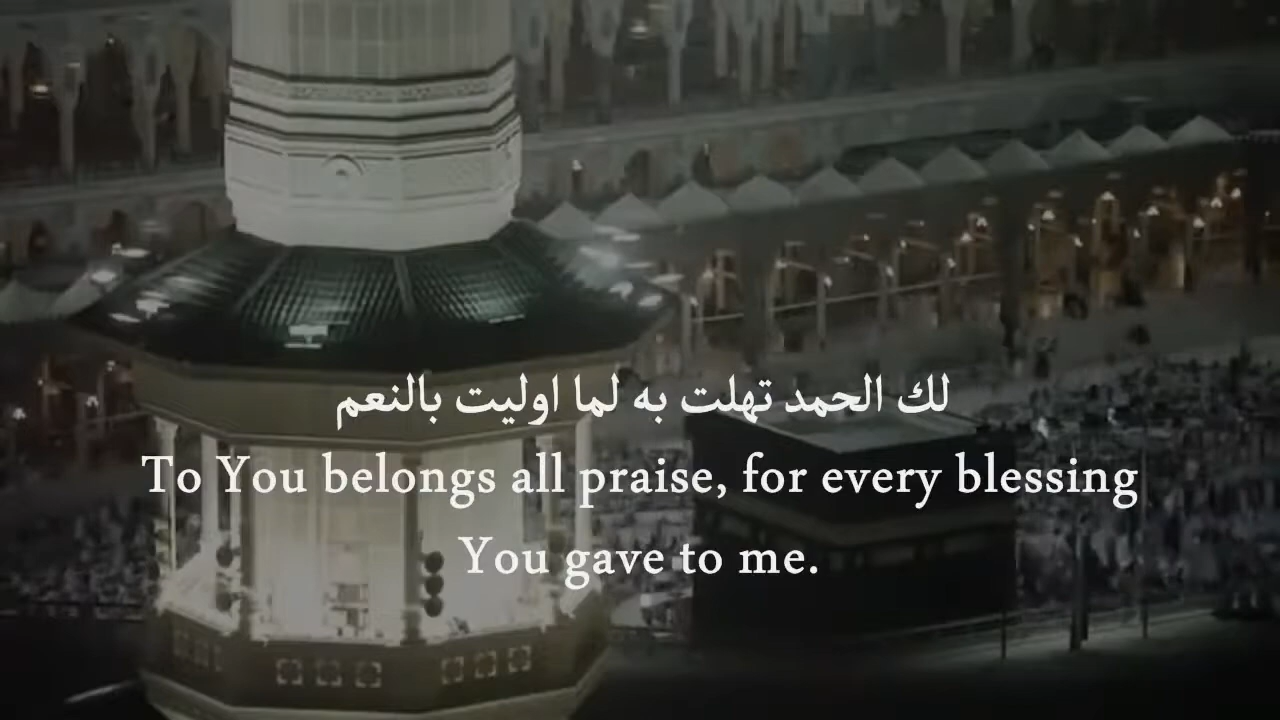 لك الحمد تهلت به لما اوليت بالنعم
To You belongs all praise, for every blessing
You gave to me.